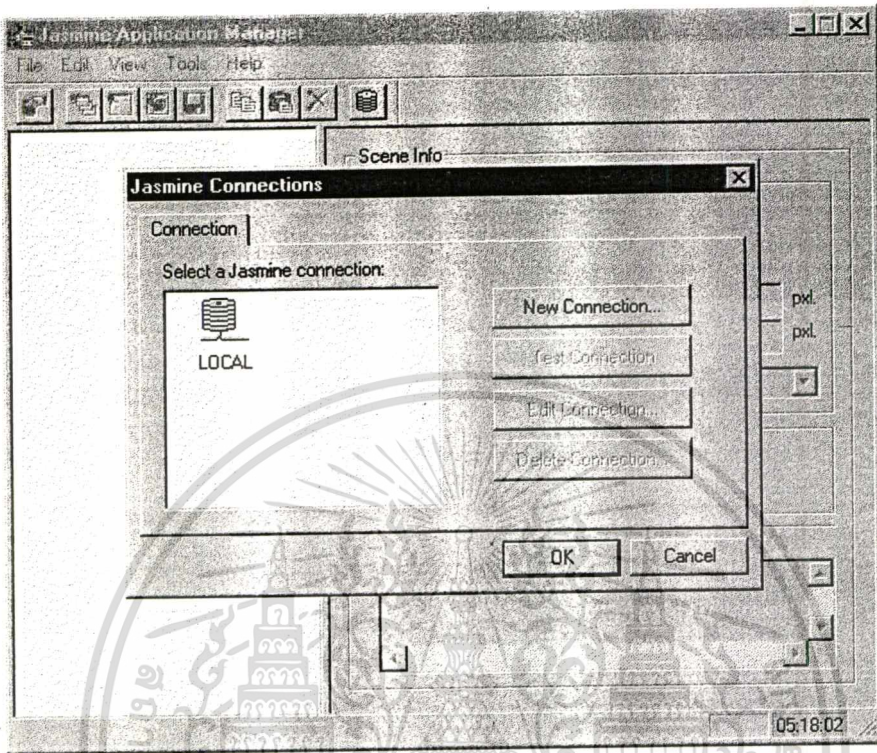 Jasmine Application Manager
File Edit View Tools Help
Scene Info
Jasmine Connections
Connection
Select a Jasmine connection:
LOCAL
New Connection...
Test Connection
Edit Connection...
Delete Connection...
pxl.
pxl.
OK Cancel
05:18:02